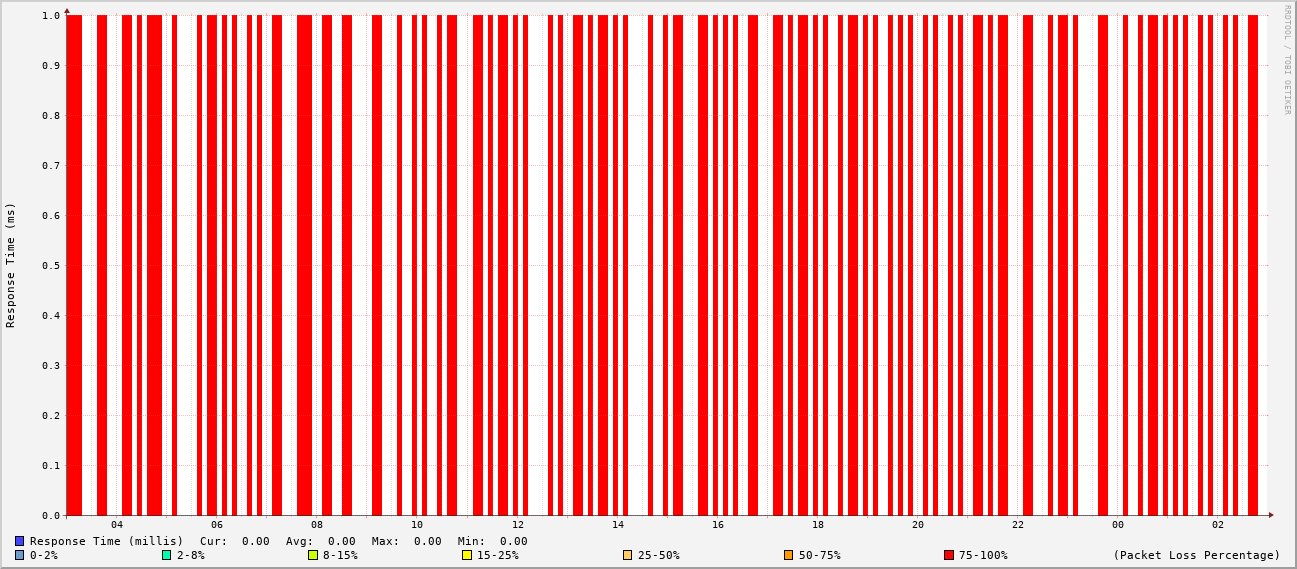 RRDTOOL / TOBI OETIKER
Response Time (ms)
1.0
0.9
0.8
0.7
0.6
0.5
0.4
0.3
0.2
0.1
0.0
04 06 08 10 12 14 16 18 20 22 00 02
Response Time (millis) Cur: 0.00 Avg: 0.00 Max: 0.00 Min: 0.00
0-2% 2-8% 8-15% 15-25% 25-50% 50-75% 75-100% (Packet Loss Percentage)